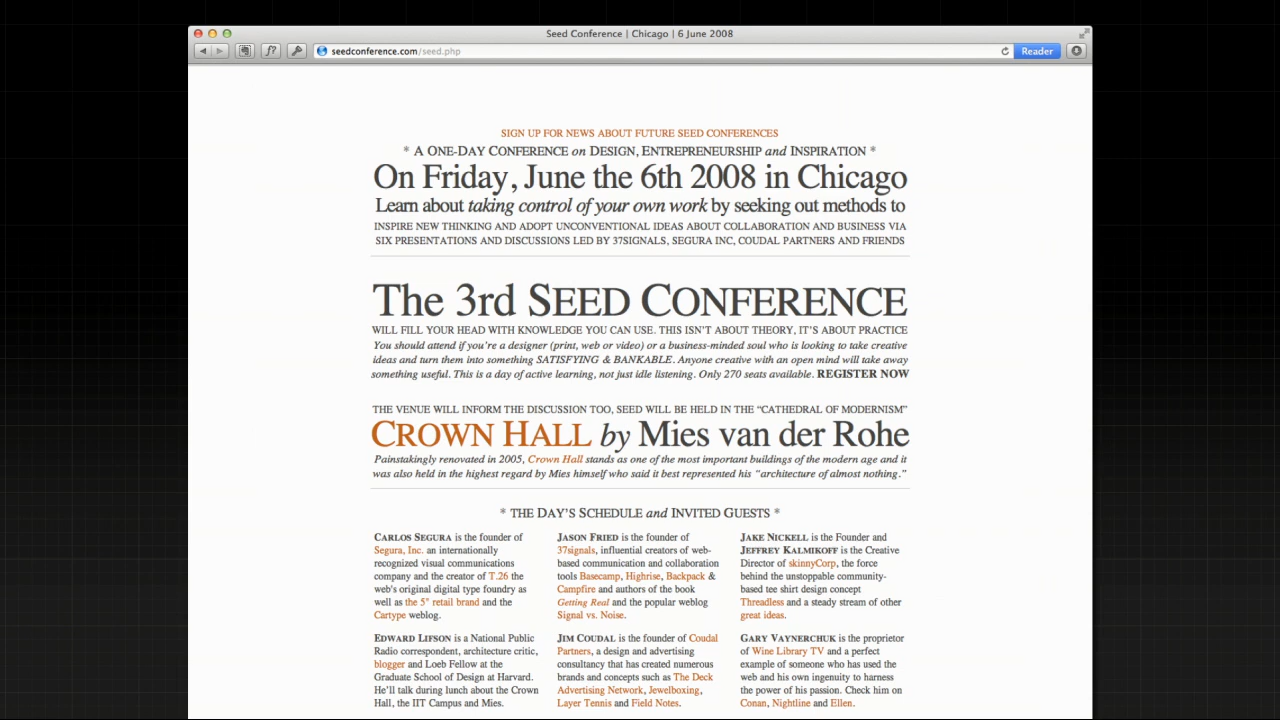 Seed Conference | Chicago | 6 June 2008
f?
seedconference.com/seed.php
Reader
SIGN UP FOR NEWS ABOUT FUTURE SEED CONFERENCES
* A ONE-DAY CONFERENCE on DESIGN, ENTREPRENEURSHIP and INSPIRATION *
On Friday, June the 6th 2008 in Chicago
Learn about taking control of your own work by seeking out methods to
INSPIRE NEW THINKING AND ADOPT UNCONVENTIONAL IDEAS ABOUT COLLABORATION AND BUSINESS VIA
SIX PRESENTATIONS AND DISCUSSIONS LED BY 37SIGNALS, SEGURA INC, COUDAL PARTNERS AND FRIENDS
The 3rd SEED CONFERENCE
WILL FILL YOUR HEAD WITH KNOWLEDGE YOU CAN USE. THIS ISN'T ABOUT THEORY, IT'S ABOUT PRACTICE
You should attend if you're a designer (print, web or video) or a business-minded soul who is looking to take creative
ideas and turn them into something SATISFYING & BANKABLE. Anyone creative with an open mind will take away
something useful. This is a day of active learning, not just idle listening. Only 270 seats available. REGISTER NOW
THE VENUE WILL INFORM THE DISCUSSION TOO, SEED WILL BE HELD IN THE “CATHEDRAL OF MODERNISM”
CROWN HALL by Mies van der Rohe
Painstakingly renovated in 2005, Crown Hall stands as one of the most important buildings of the modern age and it
was also held in the highest regard by Mies himself who said it best represented his “architecture of almost nothing.”
* THE DAY'S SCHEDULE and INVITED GUESTS *
CARLOS SEGURA is the founder of
Segura, Inc. an internationally
recognized visual communications
company and the creator of T.26 the
web's original digital type foundry as
well as the 5" retail brand and the
Cartype weblog.
JASON FRIED is the founder of
37signals, influential creators of web-
based communication and collaboration
tools Basecamp, Highrise, Backpack &
Campfire and authors of the book
Getting Real and the popular weblog
Signal vs. Noise.
JAKE NICKELL is the Founder and
JEFFREY KALMIKOFF is the Creative
Director of skinnyCorp, the force
behind the unstoppable community-
based tee shirt design concept
Threadless and a steady stream of other
great ideas.
EDWARD LIFSON is a National Public
Radio correspondent, architecture critic,
blogger and Loeb Fellow at the
Graduate School of Design at Harvard.
He'll talk during lunch about the Crown
Hall, the IIT Campus and Mies.
JIM COUDAL is the founder of Coudal
Partners, a design and advertising
consultancy that has created numerous
brands and concepts such as The Deck
Advertising Network, Jewelboxing,
Layer Tennis and Field Notes.
GARY VAYNERCHUK is the proprietor
of Wine Library TV and a perfect
example of someone who has used the
web and his own ingenuity to harness
the power of his passion. Check him on
Conan, Nightline and Ellen.